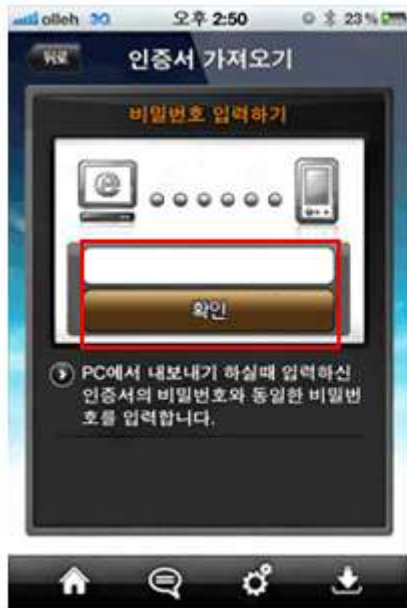 olleh 3G 오후 2:50 23%
뒤로 인증서 가져오기
비밀번호 입력하기
확인
PC에서 내보내기 하실때 입력하신
인증서의 비밀번호와 동일한 비밀번
호를 입력합니다.